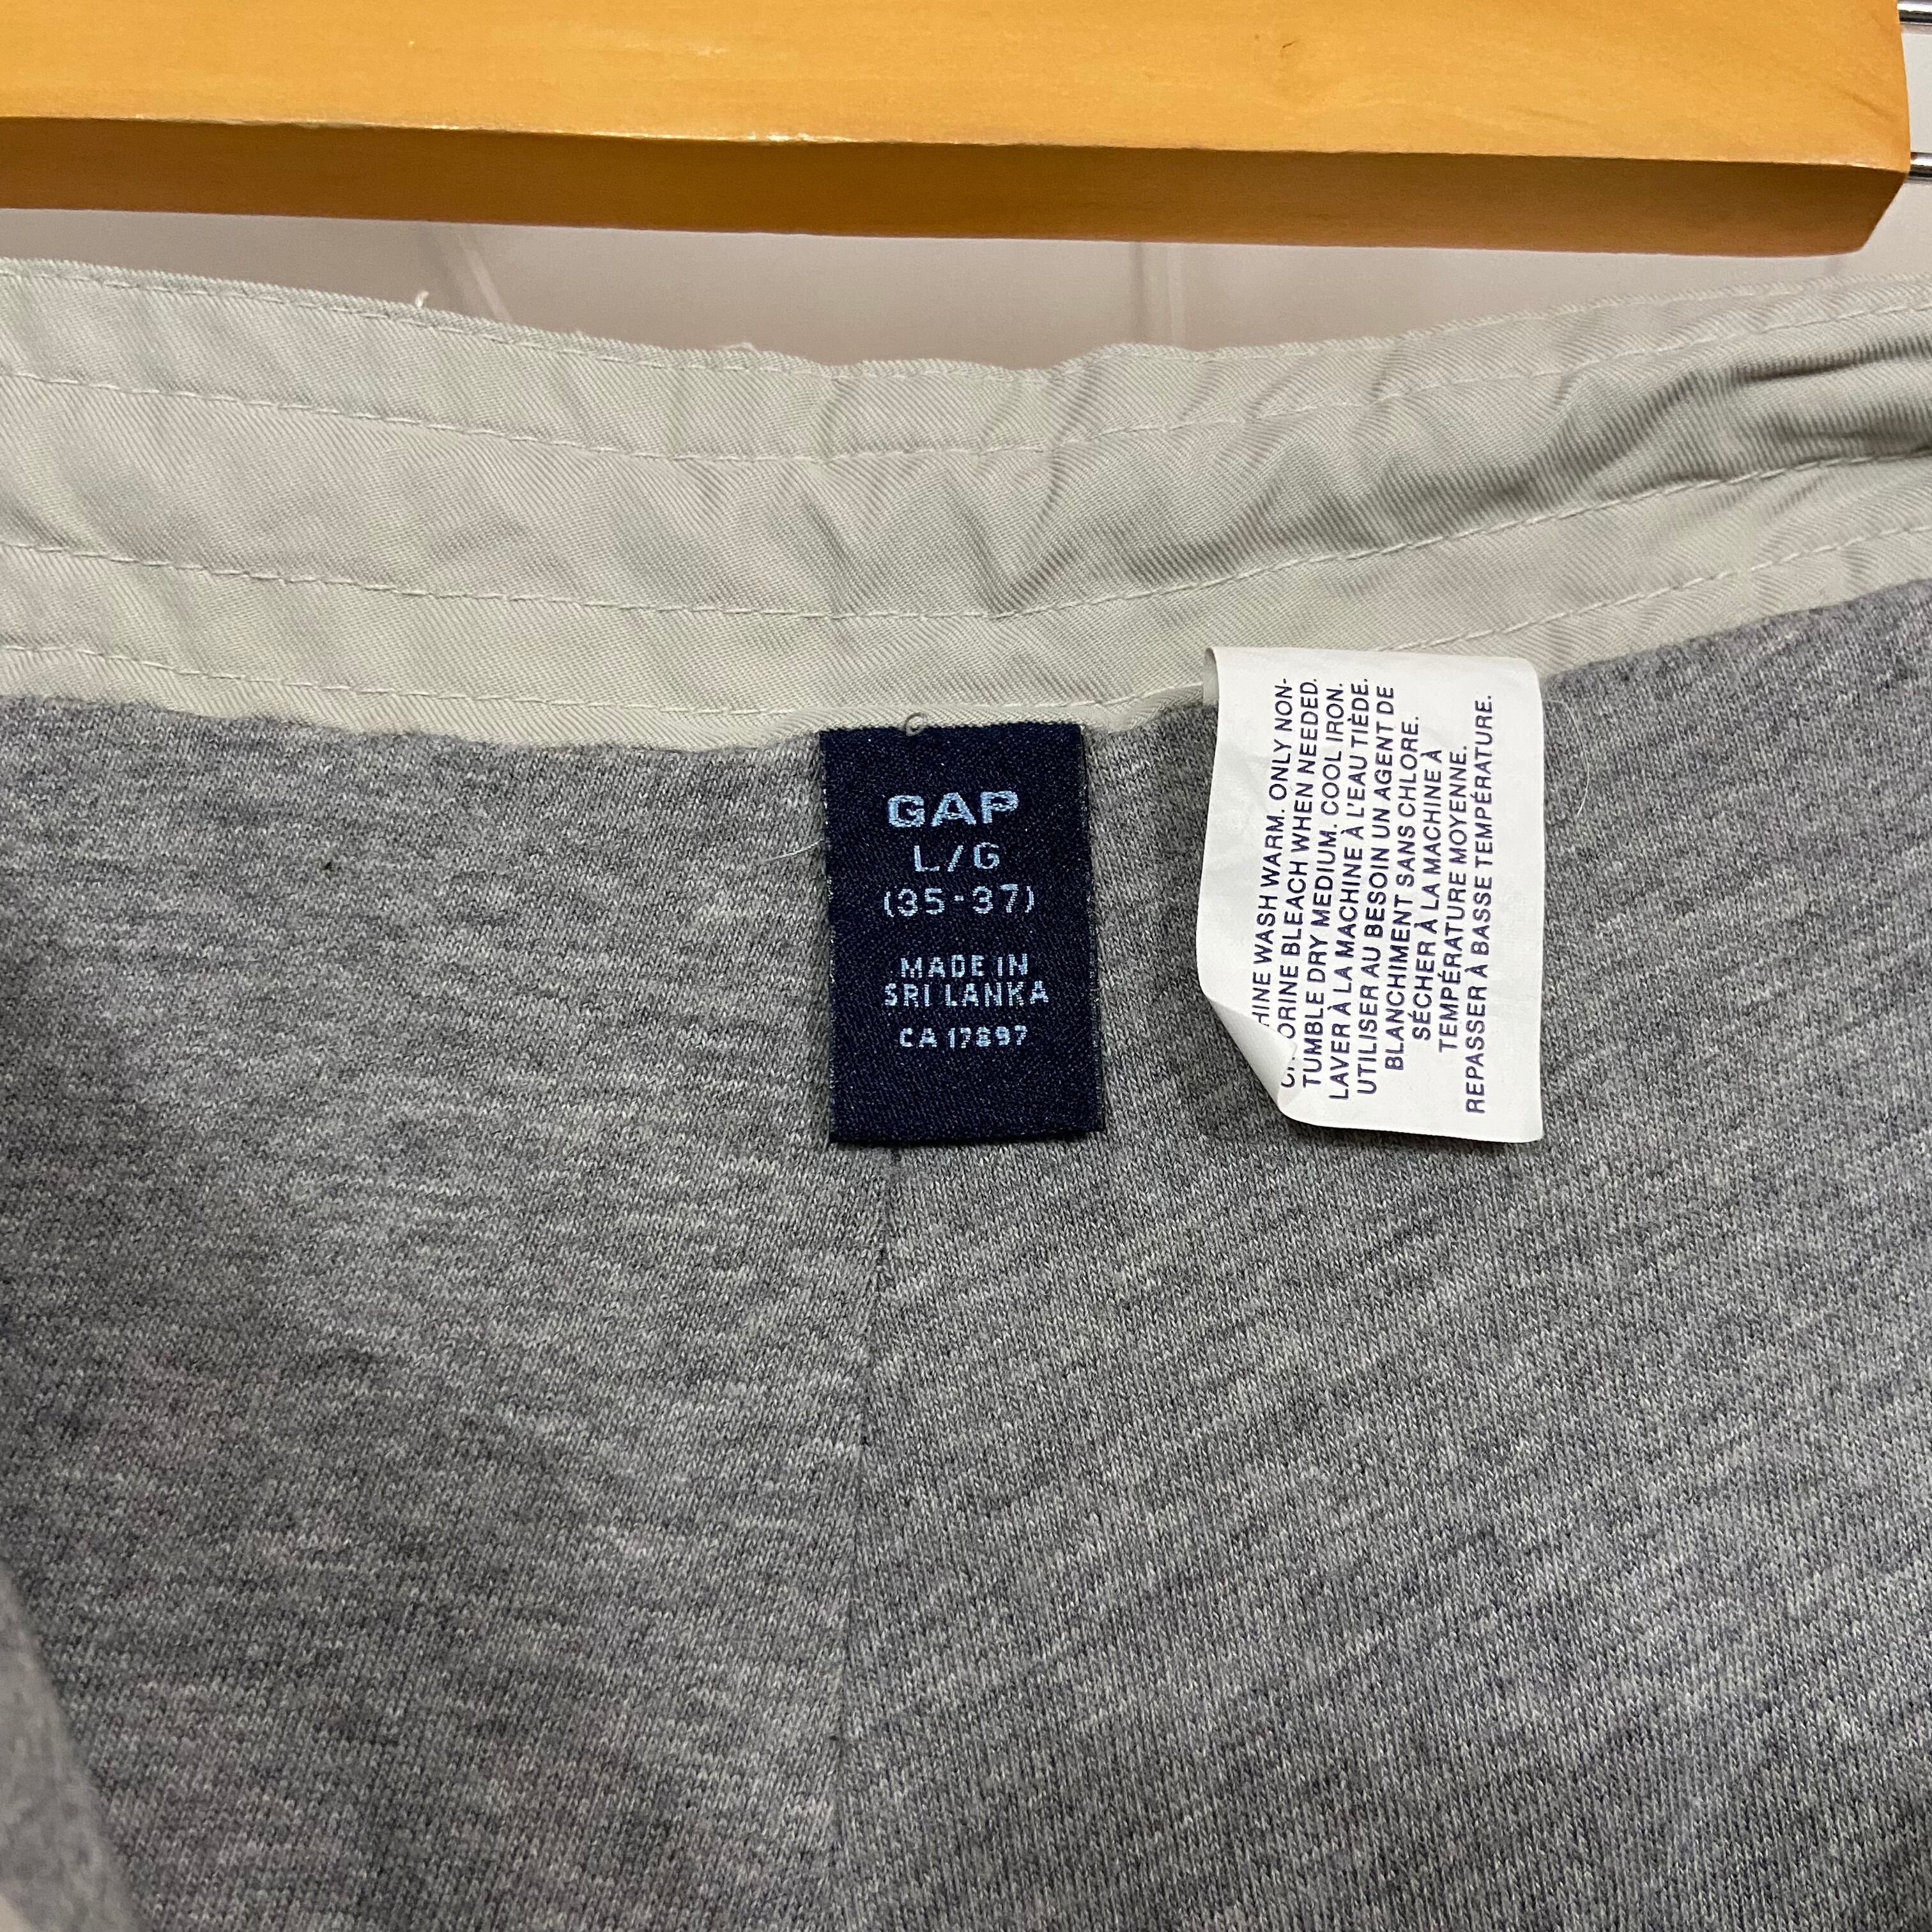 GAP
L/G
(35-37)
MADE IN
SRI LANKA
CA 17897
HINE WASH WARM. ONLY NON-
ORINE BLEACH WHEN NEEDED.
TUMBLE DRY MEDIUM. COOL IRON.
LAVER À LA MACHINE À L'EAU TIÈDE.
UTILISER AU BESOIN UN AGENT DE
BLANCHIMENT SANS CHLORE.
SÉCHER À LA MACHINE À
TEMPÉRATURE MOYENNE.
REPASSER À BASSE TEMPÉRATURE.